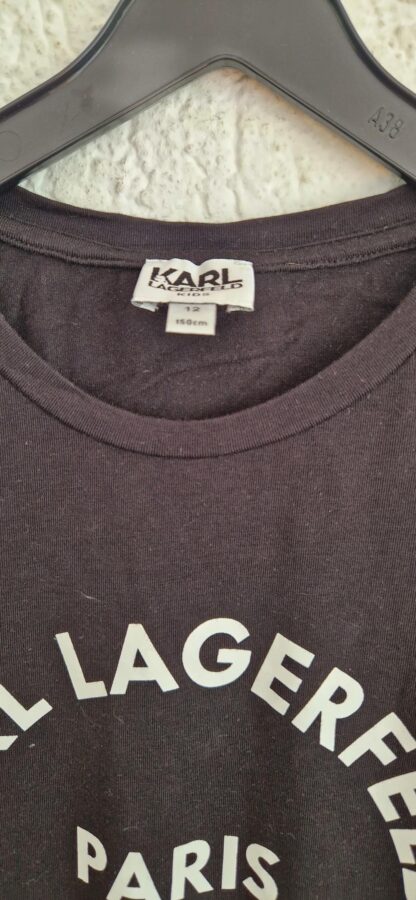 A38
KARL
LAGERFELD
KIDS
12
150cm
L LAGERFEL
PARIS